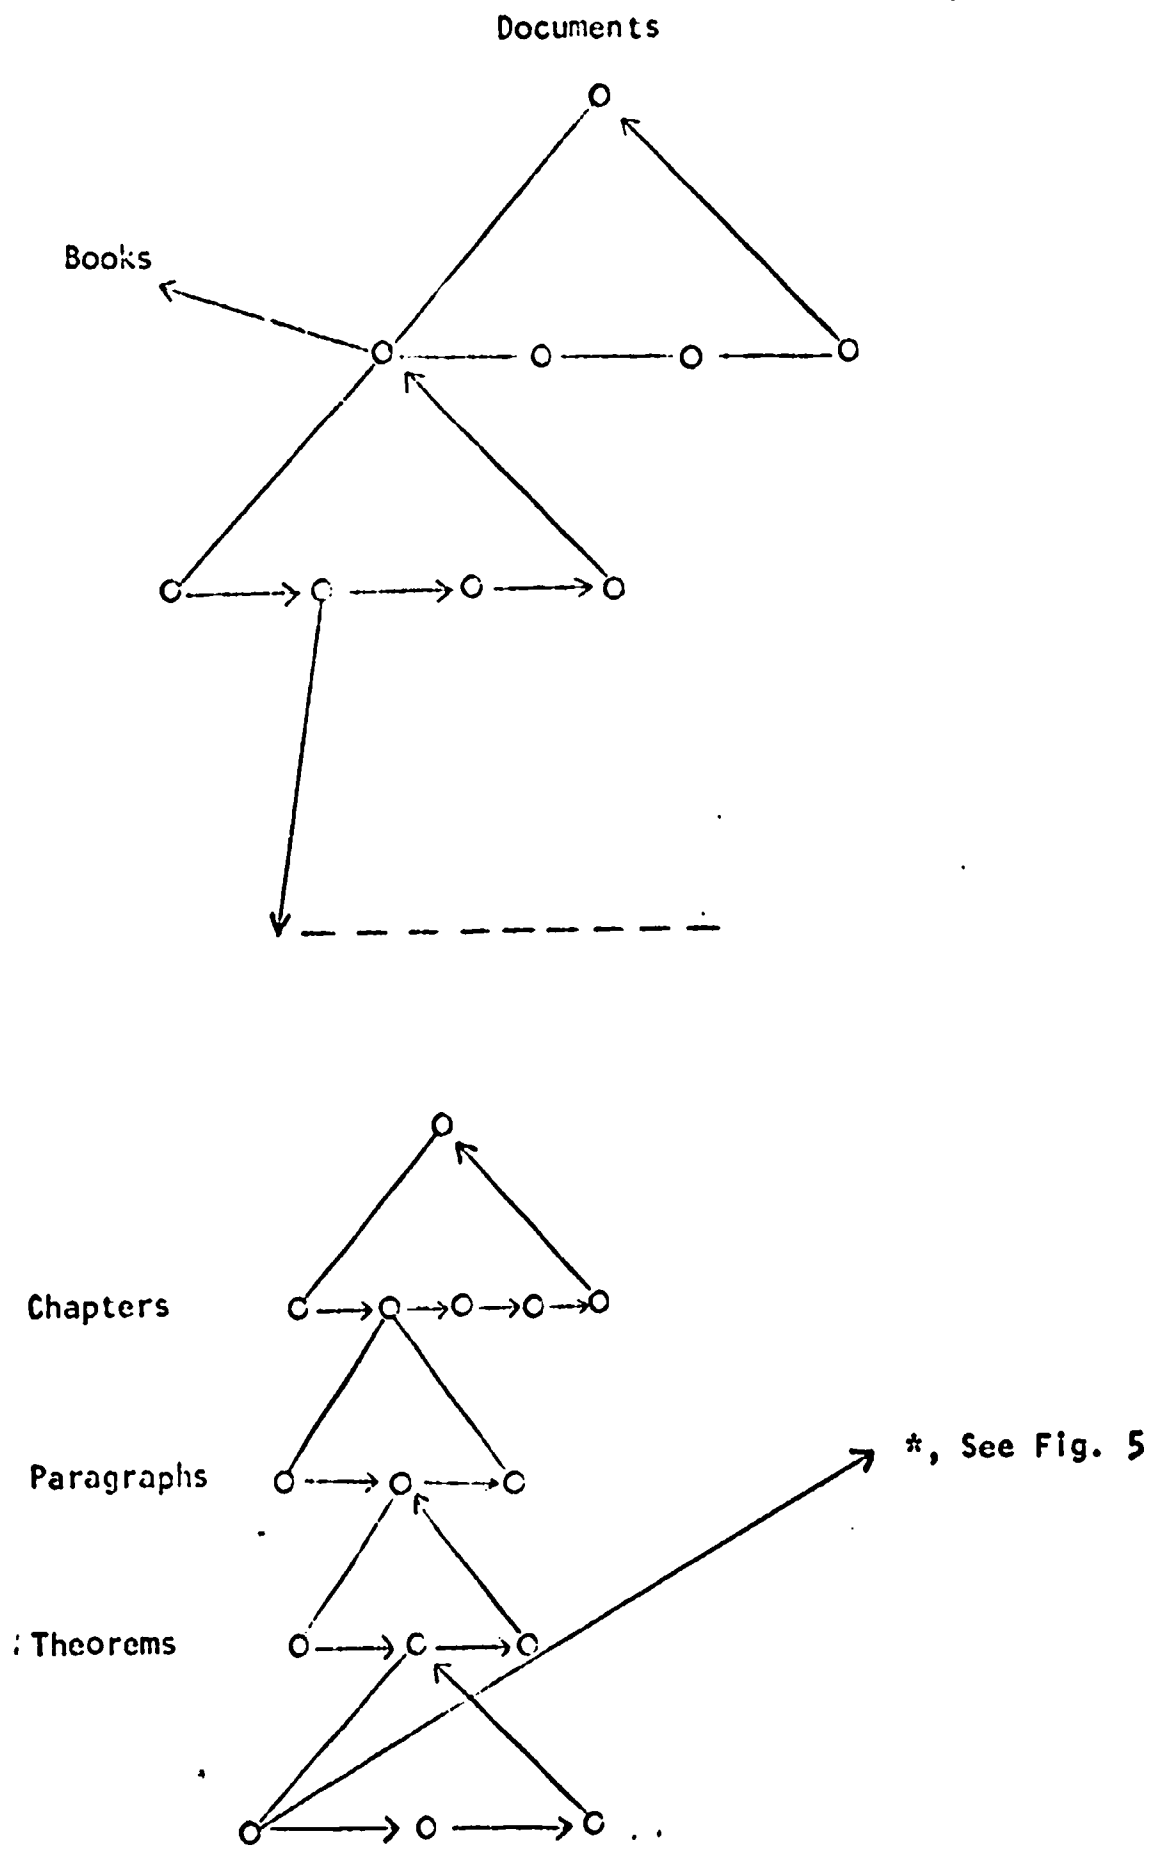 Documents
Books
Chapters
*, See Fig. 5
Paragraphs
Theorems